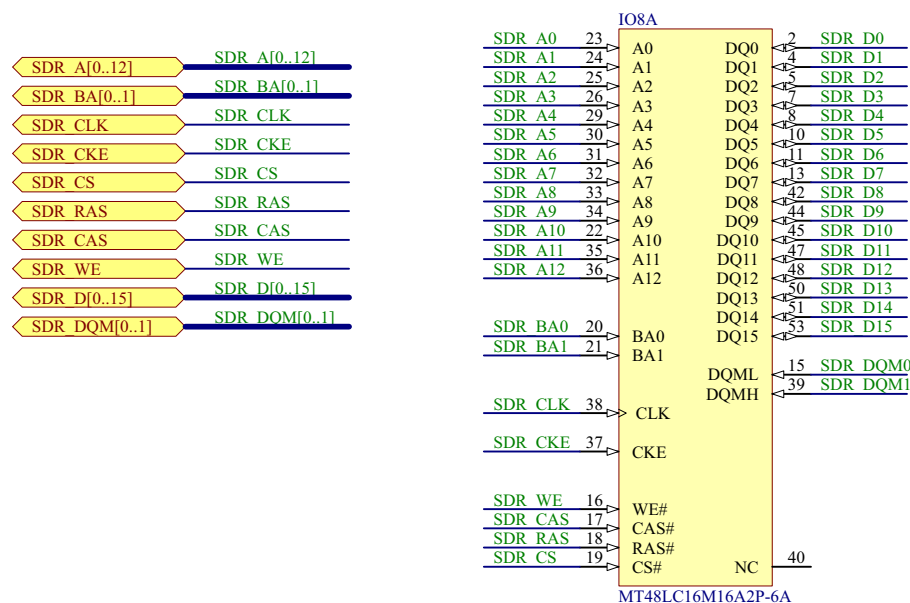 SDR_A[0..12] SDR_A[0..12]
SDR_BA[0..1] SDR_BA[0..1]
SDR_CLK SDR_CLK
SDR_CKE SDR_CKE
SDR_CS SDR_CS
SDR_RAS SDR_RAS
SDR_CAS SDR_CAS
SDR_WE SDR_WE
SDR_D[0..15] SDR_D[0..15]
SDR_DQM[0..1] SDR_DQM[0..1]
IO8A
SDR_A0 23 A0 DQ0 2 SDR_D0
SDR_A1 24 A1 DQ1 4 SDR_D1
SDR_A2 25 A2 DQ2 5 SDR_D2
SDR_A3 26 A3 DQ3 7 SDR_D3
SDR_A4 29 A4 DQ4 8 SDR_D4
SDR_A5 30 A5 DQ5 10 SDR_D5
SDR_A6 31 A6 DQ6 11 SDR_D6
SDR_A7 32 A7 DQ7 13 SDR_D7
SDR_A8 33 A8 DQ8 42 SDR_D8
SDR_A9 34 A9 DQ9 44 SDR_D9
SDR_A10 22 A10 DQ10 45 SDR_D10
SDR_A11 35 A11 DQ11 47 SDR_D11
SDR_A12 36 A12 DQ12 48 SDR_D12
DQ13 50 SDR_D13
DQ14 51 SDR_D14
SDR_BA0 20 BA0 DQ15 53 SDR_D15
SDR_BA1 21 BA1
DQML 15 SDR_DQM0
DQMH 39 SDR_DQM1
SDR_CLK 38 CLK
SDR_CKE 37 CKE
SDR_WE 16 WE#
SDR_CAS 17 CAS#
SDR_RAS 18 RAS#
SDR_CS 19 CS# NC 40
MT48LC16M16A2P-6A